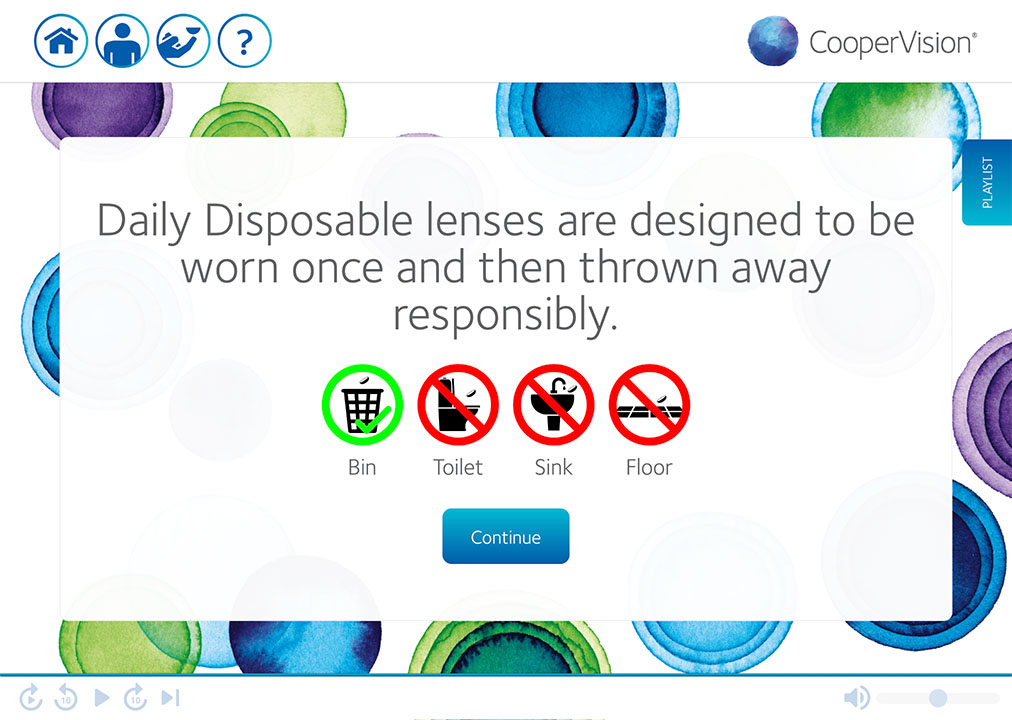 ?
CooperVision®
PLAYLIST
Daily Disposable lenses are designed to be
worn once and then thrown away
responsibly.
Bin Toilet Sink Floor
Continue
10 10